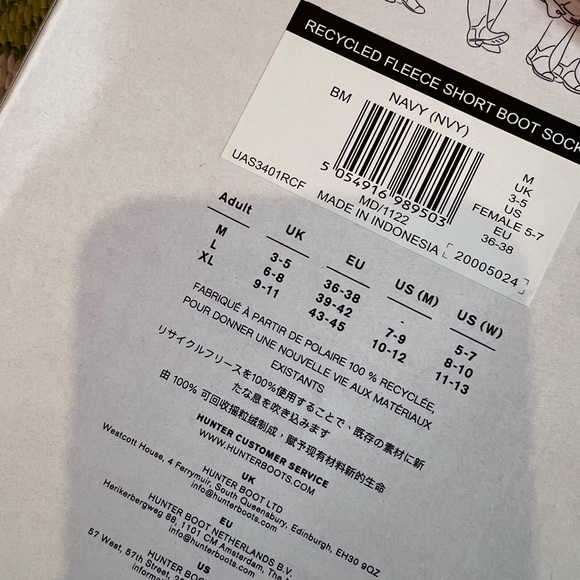 RECYCLED FLEECE SHORT BOOT SOCK
NAVY (NVY)
BM
5 054916 989503
UAS3401RCF
MD/1122
MADE IN INDONESIA
M
UK
3-5
US
FEMALE 5-7
EU
36-38
20005024
Adult UK EU US (M) US (W)
M 3-5 36-38 - 5-7
L 6-8 39-42 7-9 8-10
XL 9-11 43-45 10-12 11-13
FABRIQUÉ À PARTIR DE POLAIRE 100 % RECYCLÉE,
POUR DONNER UNE NOUVELLE VIE AUX MATÉRIAUX
EXISTANTS
リサイクルフリースを100%使用することで、既存の素材に新
たな息を吹き込みます
由 100% 可回收摇粒绒制成，赋予现有材料新的生命
HUNTER CUSTOMER SERVICE
WWW.HUNTERBOOTS.COM
UK
HUNTER BOOT LTD
Westcott House, 4 Ferrymuir, South Queensbury, Edinburgh, EH30 9QZ
info@hunterboots.com
EU
HUNTER BOOT NETHERLANDS B.V.
Herikerbergweg 88, 1101 CM Amsterdam, The
info@hunterboots.com
US
HUNTER BOOT
57 West, 57th Street,